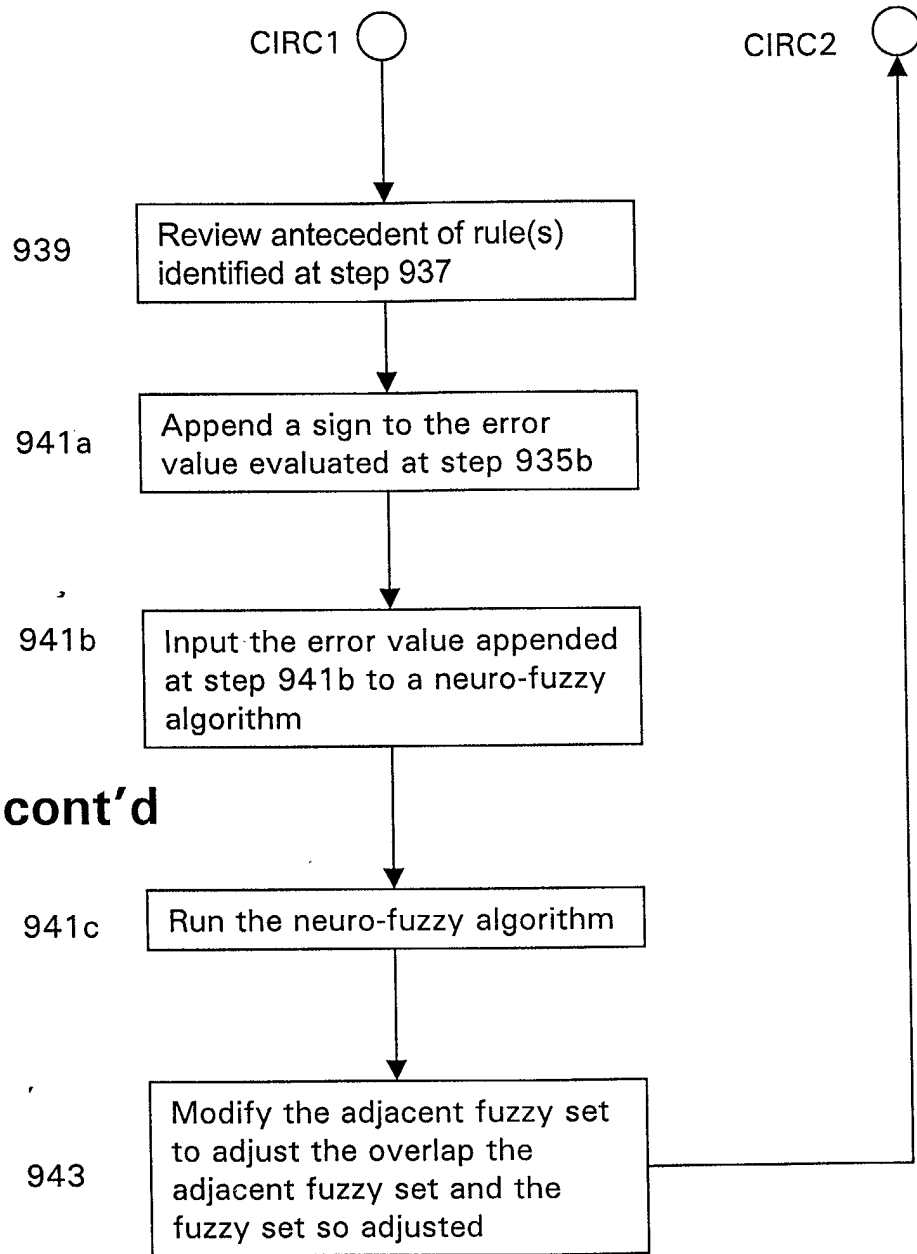 CIRC1
CIRC2
939
Review antecedent of rule(s)
identified at step 937
941a
Append a sign to the error
value evaluated at step 935b
941b
Input the error value appended
at step 941b to a neuro-fuzzy
algorithm
cont'd
941c
Run the neuro-fuzzy algorithm
943
Modify the adjacent fuzzy set
to adjust the overlap the
adjacent fuzzy set and the
fuzzy set so adjusted